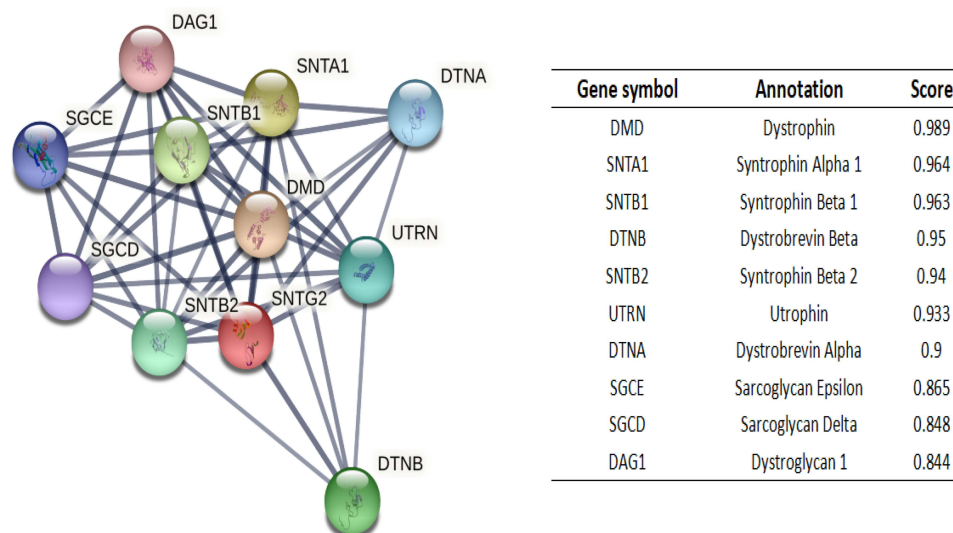 DAG1
SNTA1
DTNA
SNTB1
SGCE
DMD
UTRN
SGCD
SNTB2
SNTG2
DTNB
Gene symbol Annotation Score
DMD Dystrophin 0.989
SNTA1 Syntrophin Alpha 1 0.964
SNTB1 Syntrophin Beta 1 0.963
DTNB Dystrobrevin Beta 0.95
SNTB2 Syntrophin Beta 2 0.94
UTRN Utrophin 0.933
DTNA Dystrobrevin Alpha 0.9
SGCE Sarcoglycan Epsilon 0.865
SGCD Sarcoglycan Delta 0.848
DAG1 Dystroglycan 1 0.844